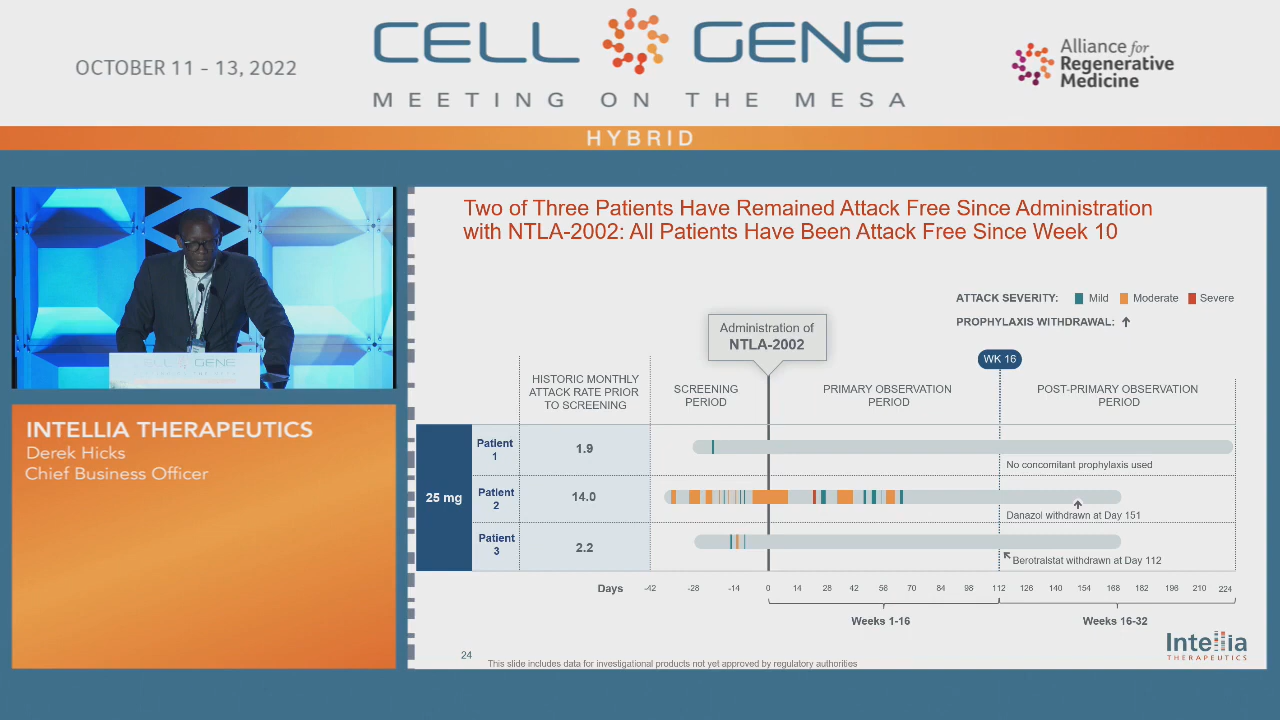 OCTOBER 11 - 13, 2022
CELL GENE
MEETING ON THE MESA
Alliance for
Regenerative
Medicine
HYBRID
CELL GENE
INTELLIA THERAPEUTICS
Derek Hicks
Chief Business Officer
Two of Three Patients Have Remained Attack Free Since Administration
with NTLA-2002: All Patients Have Been Attack Free Since Week 10
ATTACK SEVERITY: Mild Moderate Severe
PROPHYLAXIS WITHDRAWAL:
Administration of
NTLA-2002
WK 16
HISTORIC MONTHLY
ATTACK RATE PRIOR
TO SCREENING
SCREENING
PERIOD
PRIMARY OBSERVATION
PERIOD
POST-PRIMARY OBSERVATION
PERIOD
25 mg
Patient
1
1.9
No concomitant prophylaxis used
Patient
2
14.0
Danazol withdrawn at Day 151
Patient
3
2.2
Berotralstat withdrawn at Day 112
Days -42 -28 -14 0 14 28 42 56 70 84 98 112 126 140 154 168 182 196 210 224
Weeks 1-16 Weeks 16-32
24
This slide includes data for investigational products not yet approved by regulatory authorities
Intellia
THERAPEUTICS